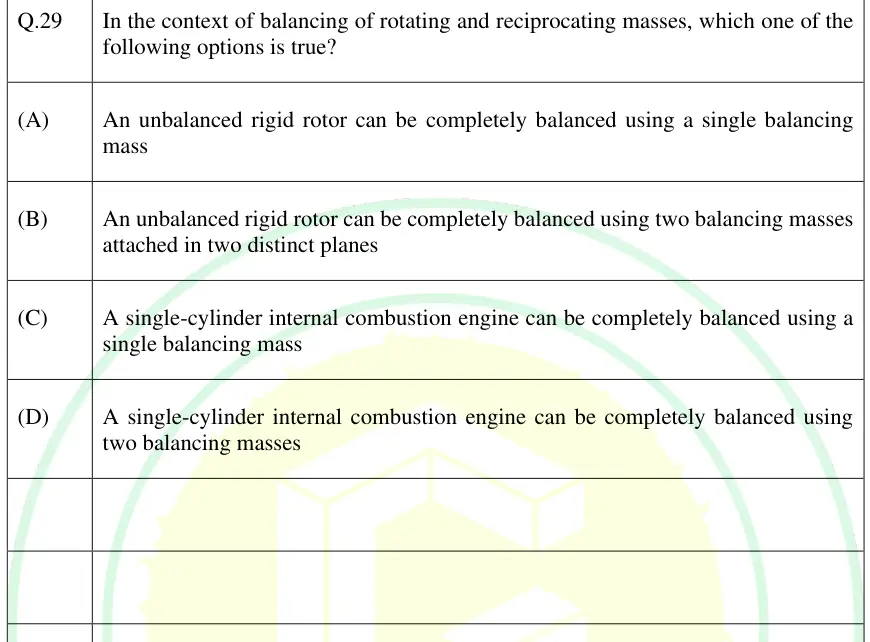 Q.29 In the context of balancing of rotating and reciprocating masses, which one of the
following options is true?
(A) An unbalanced rigid rotor can be completely balanced using a single balancing
mass
(B) An unbalanced rigid rotor can be completely balanced using two balancing masses
attached in two distinct planes
(C) A single-cylinder internal combustion engine can be completely balanced using a
single balancing mass
(D) A single-cylinder internal combustion engine can be completely balanced using
two balancing masses